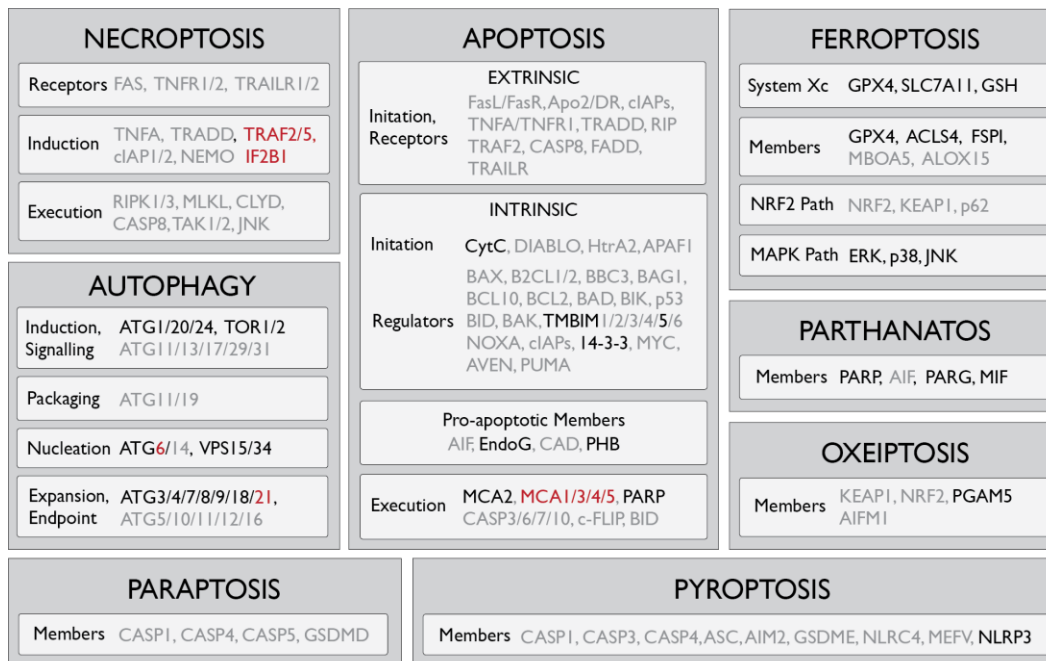 NECROPTOSIS
Receptors FAS, TNFR1/2, TRAILR1/2
Induction TNFA, TRADD, TRAF2/5,
cIAP1/2, NEMO IF2B1
Execution RIPK1/3, MLKL, CLYD,
CASP8, TAK1/2, JNK
AUTOPHAGY
Induction, ATG1/20/24, TOR1/2
Signalling ATG11/13/17/29/31
Packaging ATG11/19
Nucleation ATG6/14, VPS15/34
Expansion, ATG3/4/7/8/9/18/21,
Endpoint ATG5/10/11/12/16
APOPTOSIS
EXTRINSIC
Initation, Receptors
FasL/FasR, Apo2/DR, cIAPs,
TNFA/TNFR1, TRADD, RIP
TRAF2, CASP8, FADD,
TRAILR
INTRINSIC
Initation CytC, DIABLO, HtrA2, APAF1
Regulators
BAX, B2CL1/2, BBC3, BAG1,
BCL10, BCL2, BAD, BIK, p53
BID, BAK, TMBIM1/2/3/4/5/6
NOXA, cIAPs, 14-3-3, MYC,
AVEN, PUMA
Pro-apoptotic Members
AIF, EndoG, CAD, PHB
Execution MCA2, MCA1/3/4/5, PARP
CASP3/6/7/10, c-FLIP, BID
FERROPTOSIS
System Xc GPX4, SLC7A11, GSH
Members GPX4, ACLS4, FSPI,
MBOA5, ALOX15
NRF2 Path NRF2, KEAP1, p62
MAPK Path ERK, p38, JNK
PARTHANATOS
Members PARP, AIF, PARG, MIF
OXEIPTOSIS
Members KEAP1, NRF2, PGAM5
AIFM1
PARAPTOSIS
Members CASP1, CASP4, CASP5, GSDMD
PYROPTOSIS
Members CASP1, CASP3, CASP4, ASC, AIM2, GSDME, NLRC4, MEFV, NLRP3